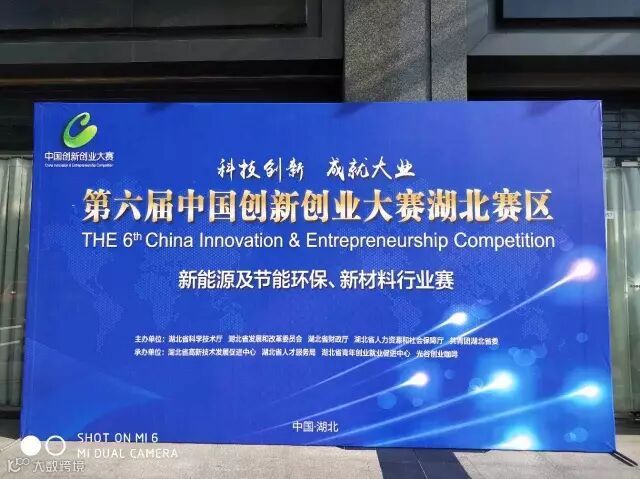 中国创新创业大赛
China Innovation & Entrepreneurship Competition
科技创新 成就大业
第六届中国创新创业大赛湖北赛区
THE 6th China Innovation & Entrepreneurship Competition
新能源及节能环保、新材料行业赛
主办单位：湖北省科学技术厅 湖北省发展和改革委员会 湖北省财政厅 湖北省人力资源和社会保障厅 共青团湖北省委
承办单位：湖北省高新技术发展促进中心 湖北省人才服务局 湖北省青年创业就业促进中心 光谷创业咖啡
中国·湖北
SHOT ON MI 6
MI DUAL CAMERA
大数跨境